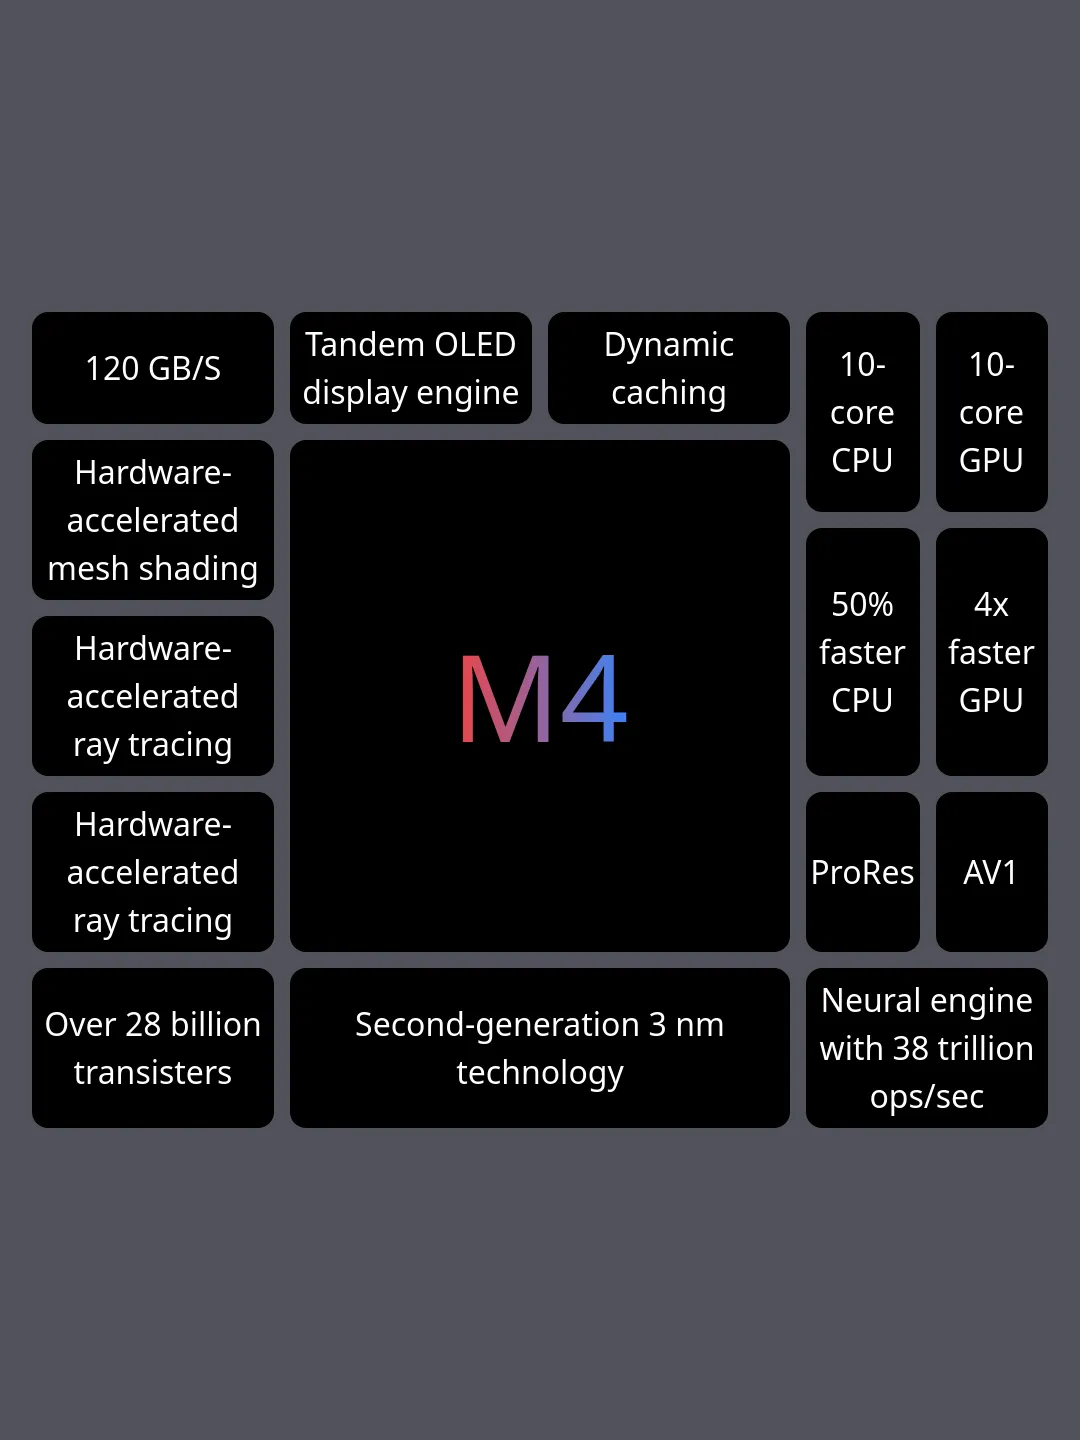 120 GB/S
Tandem OLED
display engine
Dynamic
caching
10-
core
CPU
10-
core
GPU
Hardware-
accelerated
mesh shading
Hardware-
accelerated
ray tracing
Hardware-
accelerated
ray tracing
M4
50%
faster
CPU
4x
faster
GPU
ProRes
AV1
Over 28 billion
transisters
Second-generation 3 nm
technology
Neural engine
with 38 trillion
ops/sec